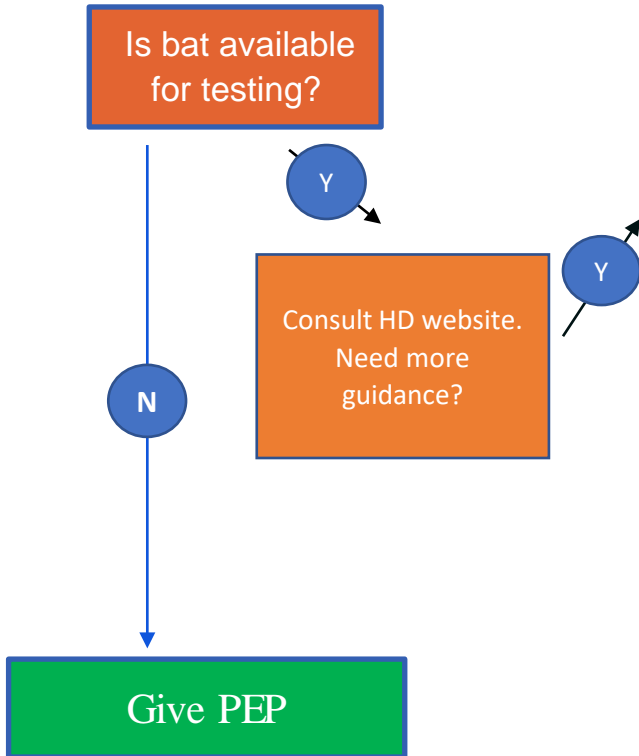 Is bat available
for testing?
Y
Y
Consult HD website.
Need more
guidance?
N
Give PEP